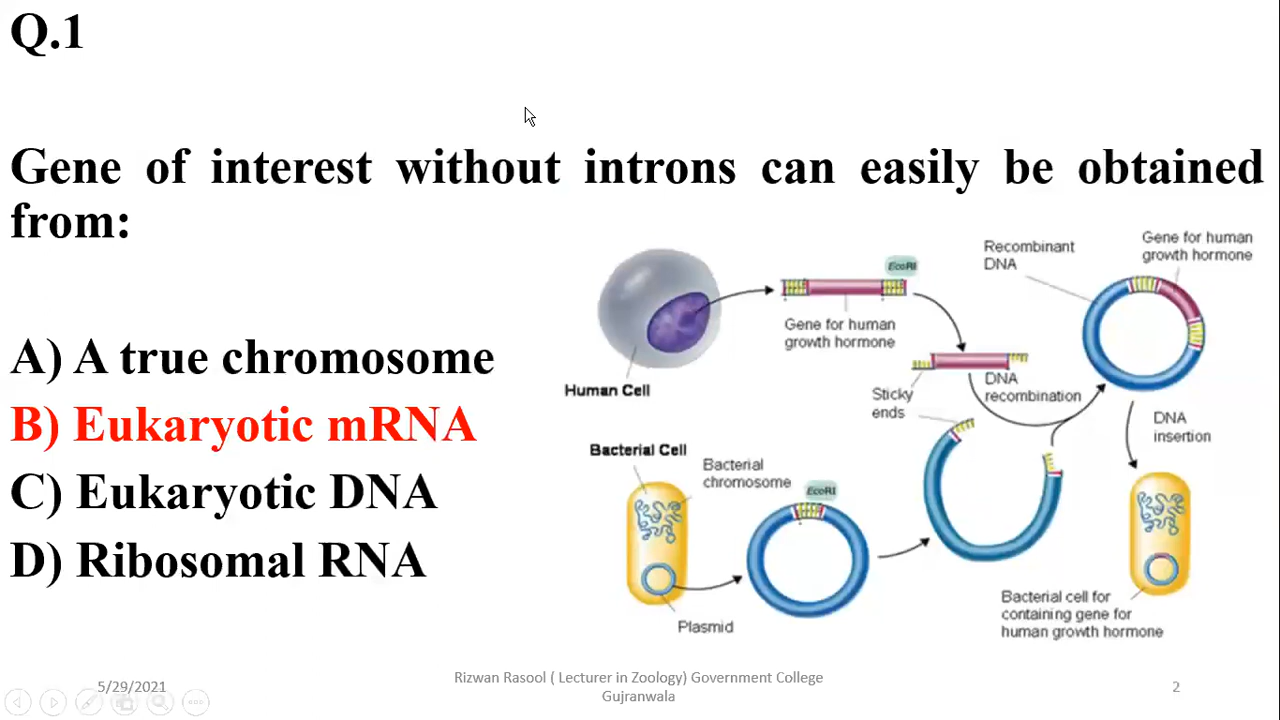 Q.1
Gene of interest without introns can easily be obtained
from:
A) A true chromosome
B) Eukaryotic mRNA
C) Eukaryotic DNA
D) Ribosomal RNA
Human Cell
EcoRI
Gene for human
growth hormone
Recombinant
DNA
Gene for human
growth hormone
Sticky
ends
DNA
recombination
DNA
insertion
Bacterial Cell
Bacterial
chromosome
EcoRI
Plasmid
Bacterial cell for
containing gene for
human growth hormone
5/29/2021
Rizwan Rasool ( Lecturer in Zoology) Government College
Gujranwala
2